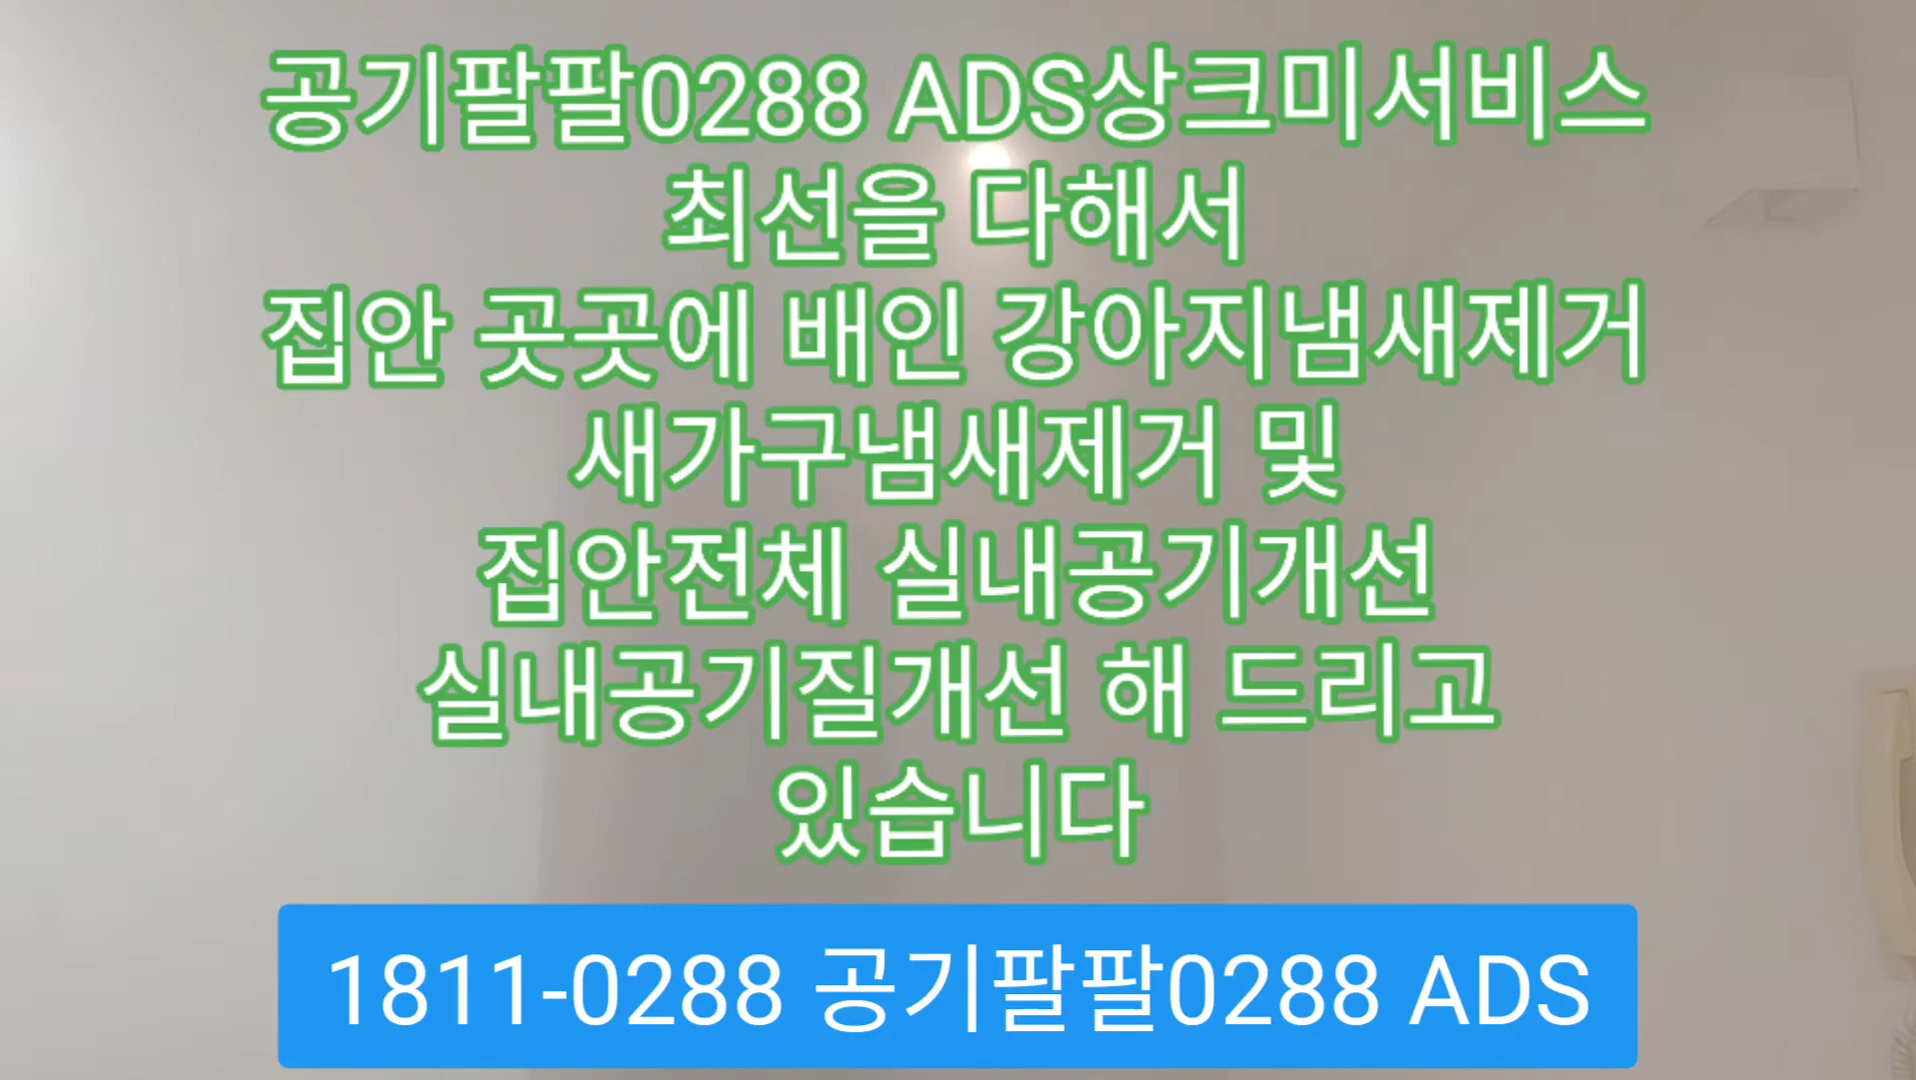 공기팔팔0288 ADS상크미서비스
최선을 다해서
집안 곳곳에 배인 강아지냄새제거
새가구냄새제거 및
집안전체 실내공기개선
실내공기질개선 해 드리고
있습니다
1811-0288 공기팔팔0288 ADS